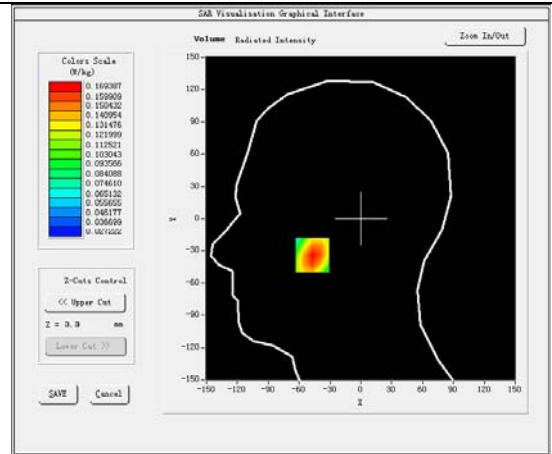 SAR Visualisation Graphical Interface
Volume Radiated Intensity
Zoom In/Out
Colors Scale
(W/kg)
0.169387
0.159909
0.150432
0.140954
0.131476
0.121999
0.112521
0.103043
0.093566
0.084088
0.074610
0.065132
0.055655
0.046177
0.036699
0.027222
Z-Cuts Control
<< Upper Cut
Z = 3.3 mm
Lower Cut >>
SAVE Cancel
150
120
90
60
30
0
-30
-60
-90
-120
-150
Y
-150 -120 -90 -60 -30 0 30 60 90 120 150
X